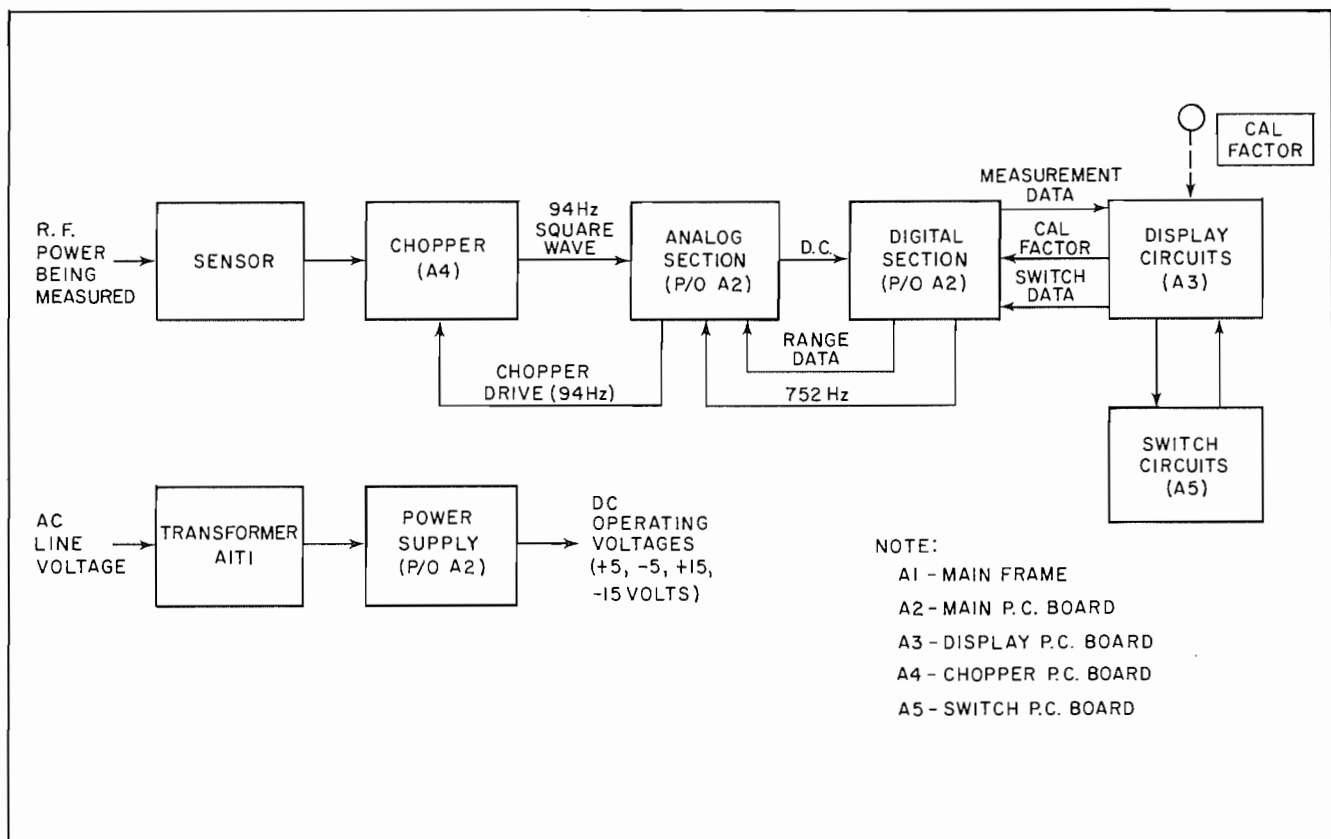 CAL
FACTOR
R. F.
POWER
BEING
MEASURED
SENSOR
CHOPPER
(A4)
94Hz
SQUARE
WAVE
ANALOG
SECTION
(P/O A2)
D.C.
DIGITAL
SECTION
(P/O A2)
MEASUREMENT
DATA
CAL
FACTOR
SWITCH
DATA
DISPLAY
CIRCUITS
(A3)
CHOPPER
DRIVE (94Hz)
RANGE
DATA
752 Hz
SWITCH
CIRCUITS
(A5)
AC
LINE
VOLTAGE
TRANSFORMER
AITI
POWER
SUPPLY
(P/O A2)
DC
OPERATING
VOLTAGES
(+5, -5, +15,
-15 VOLTS)
NOTE:
A1 - MAIN FRAME
A2 - MAIN P.C. BOARD
A3 - DISPLAY P.C. BOARD
A4 - CHOPPER P.C. BOARD
A5 - SWITCH P.C. BOARD